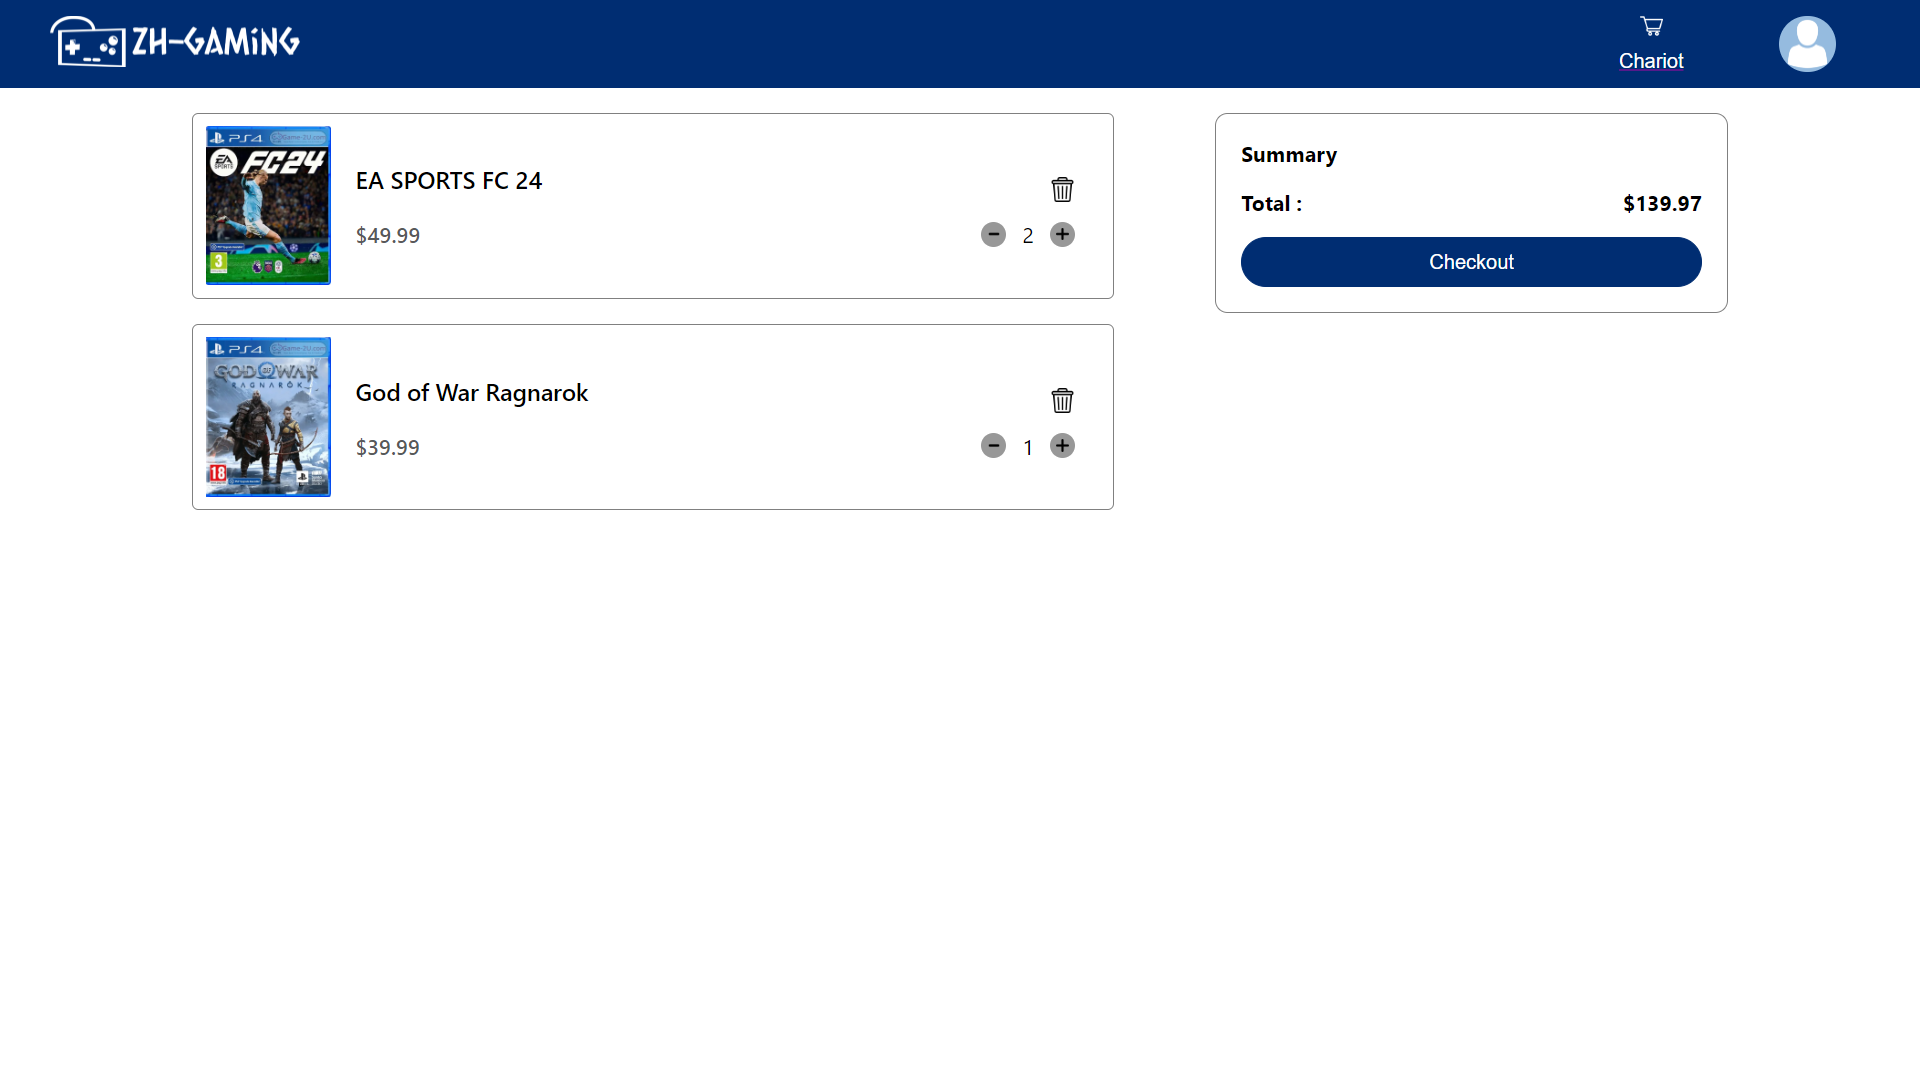 ZH-GAMING
Chariot
PS4
EA
SPORTS
FC24
3
EA SPORTS FC 24
$49.99
2
PS4
GOD OF WAR
RAGNARÖK
18
God of War Ragnarok
$39.99
1
Summary
Total :
$139.97
Checkout